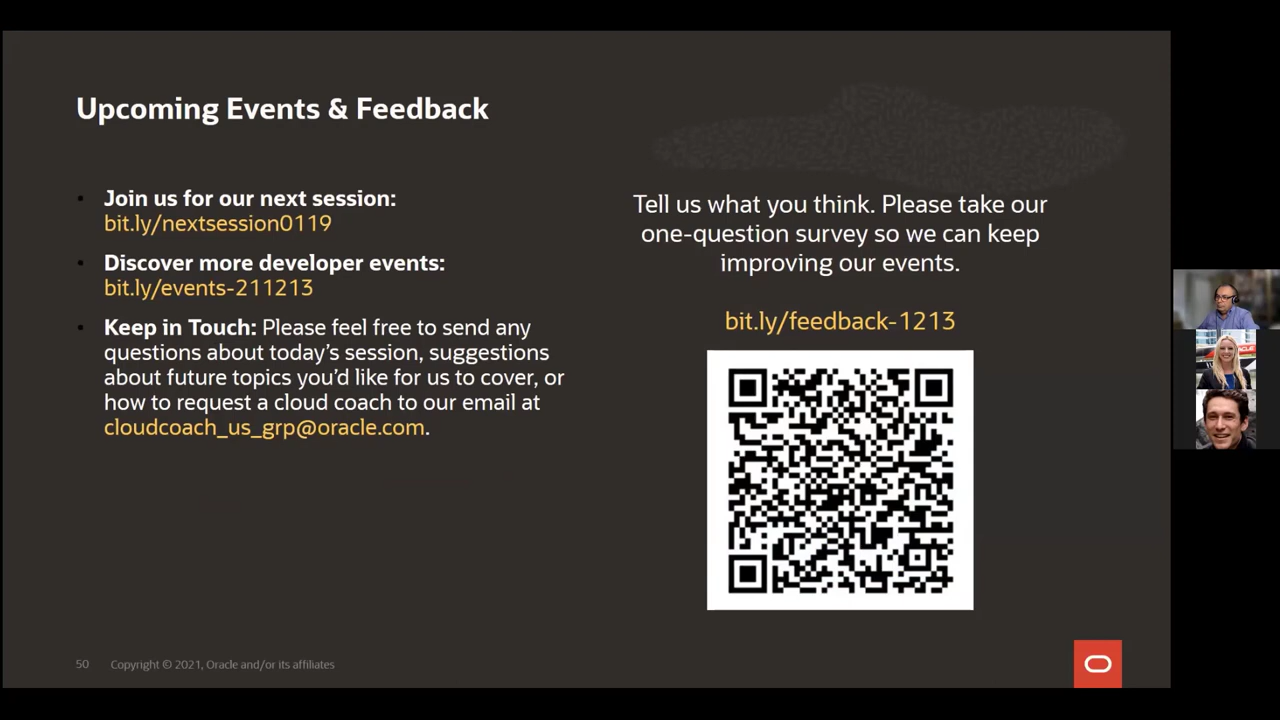 Upcoming Events & Feedback
Join us for our next session:
bit.ly/nextsession0119
Discover more developer events:
bit.ly/events-211213
Keep in Touch: Please feel free to send any
questions about today's session, suggestions
about future topics you'd like for us to cover, or
how to request a cloud coach to our email at
cloudcoach_us_grp@oracle.com.
Tell us what you think. Please take our
one-question survey so we can keep
improving our events.
bit.ly/feedback-1213
50 Copyright © 2021, Oracle and/or its affiliates